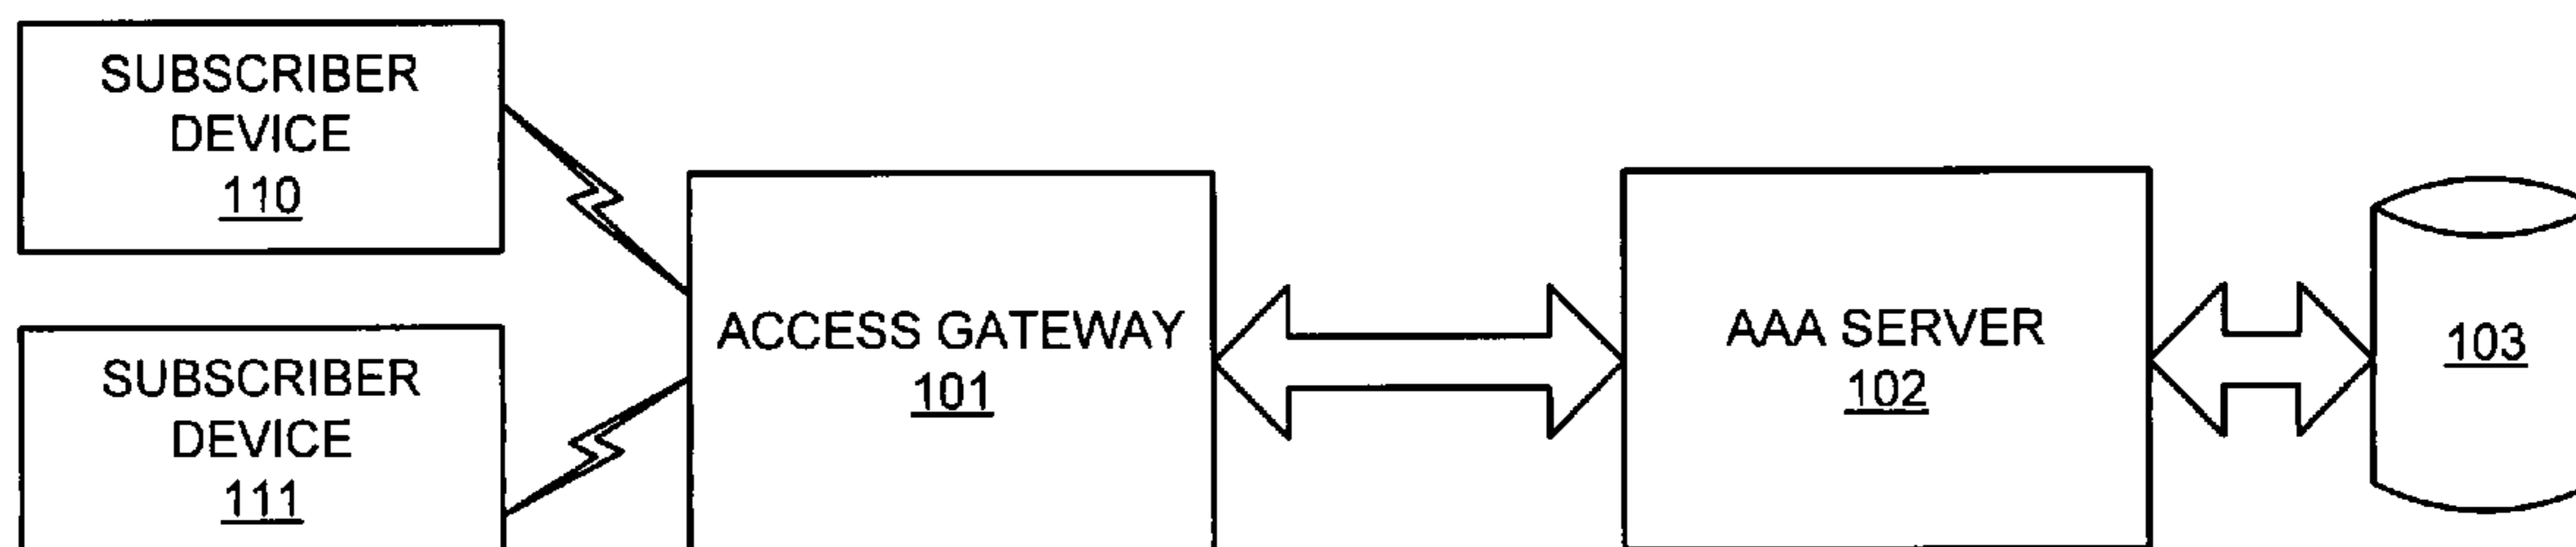 SUBSCRIBER
DEVICE
110
SUBSCRIBER
DEVICE
111
ACCESS GATEWAY
101
AAA SERVER
102
103